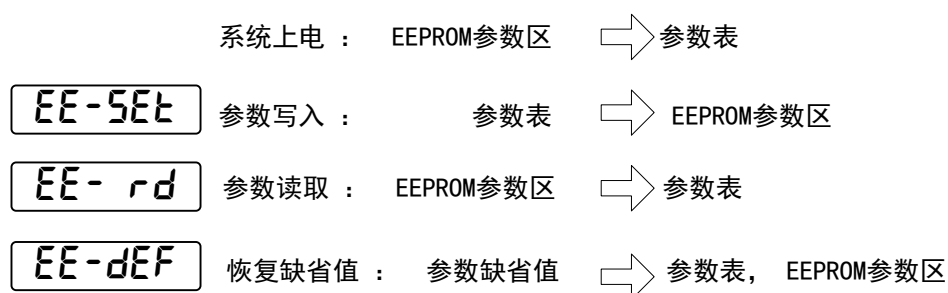 系统上电 : EEPROM参数区 参数表
EE-SEt 参数写入 : 参数表 EEPROM参数区
EE- rd 参数读取 : EEPROM参数区 参数表
EE-dEF 恢复缺省值 : 参数缺省值 参数表, EEPROM参数区